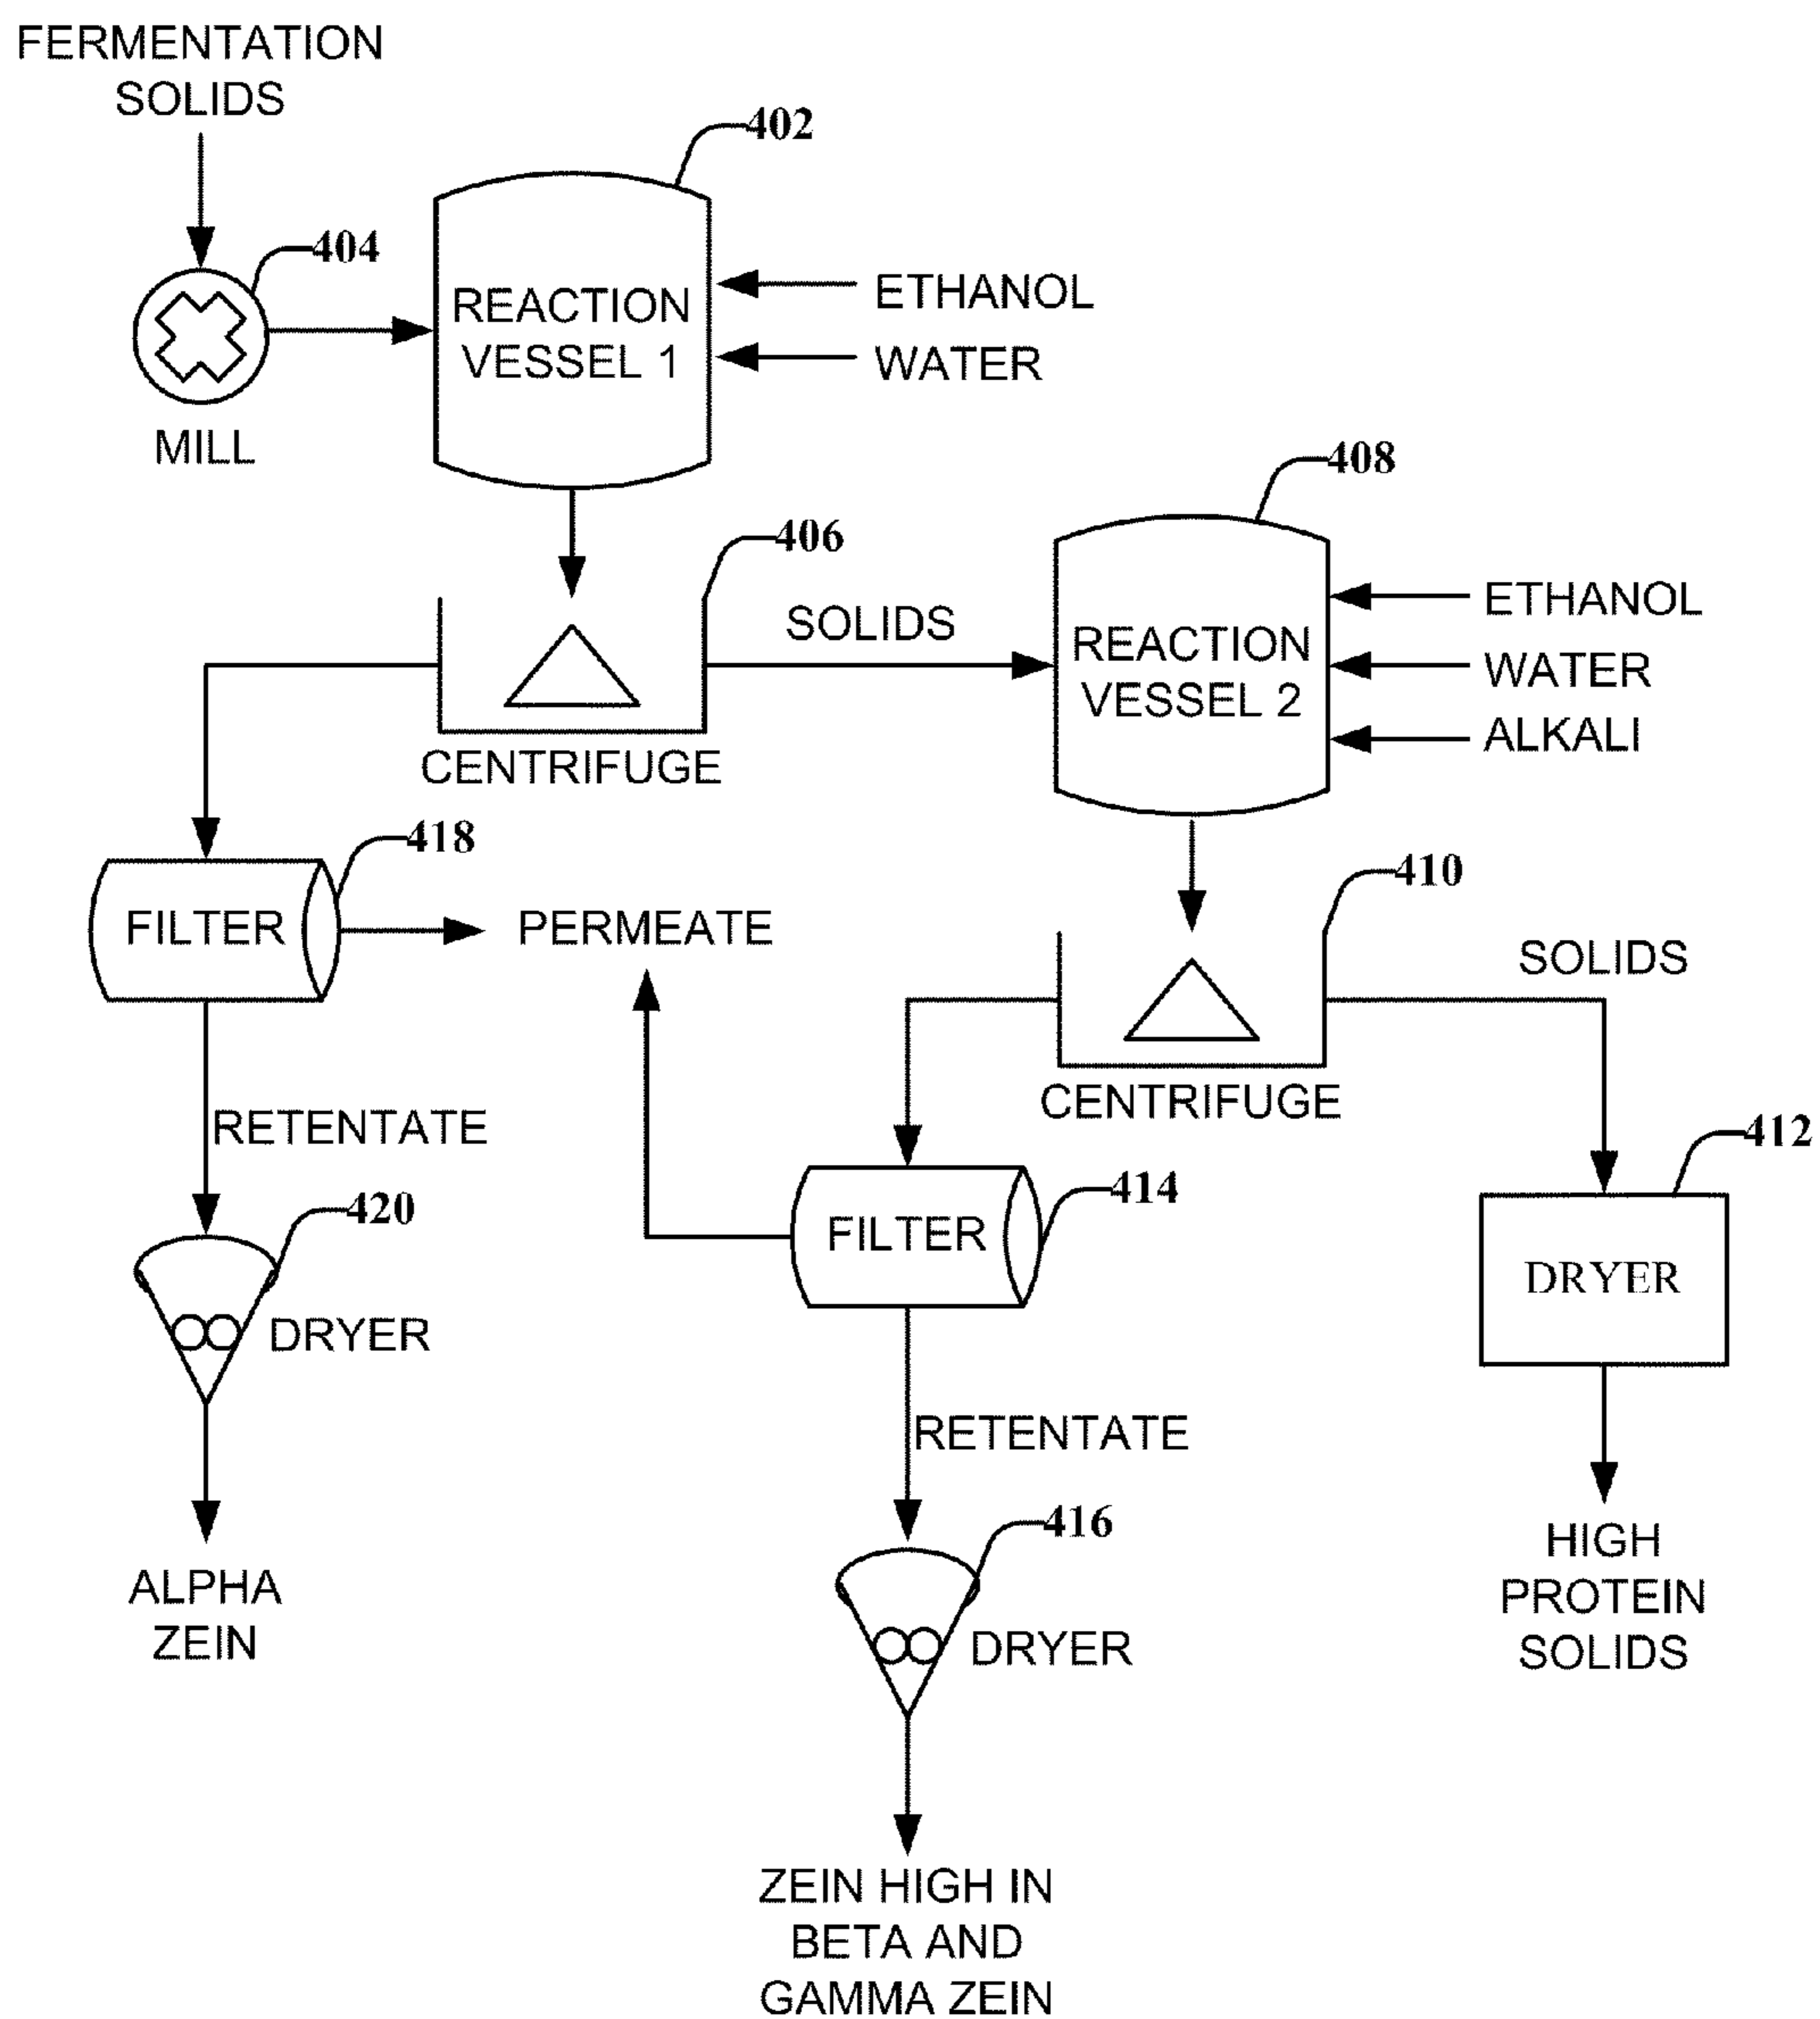 FERMENTATION
SOLIDS
402
404
REACTION
VESSEL 1
ETHANOL
WATER
MILL
408
406
SOLIDS
REACTION
VESSEL 2
ETHANOL
WATER
ALKALI
CENTRIFUGE
418
410
FILTER
PERMEATE
SOLIDS
CENTRIFUGE
RETENTATE
412
414
420
FILTER
DRYER
DRYER
RETENTATE
416
HIGH
PROTEIN
SOLIDS
ALPHA
ZEIN
DRYER
ZEIN HIGH IN
BETA AND
GAMMA ZEIN